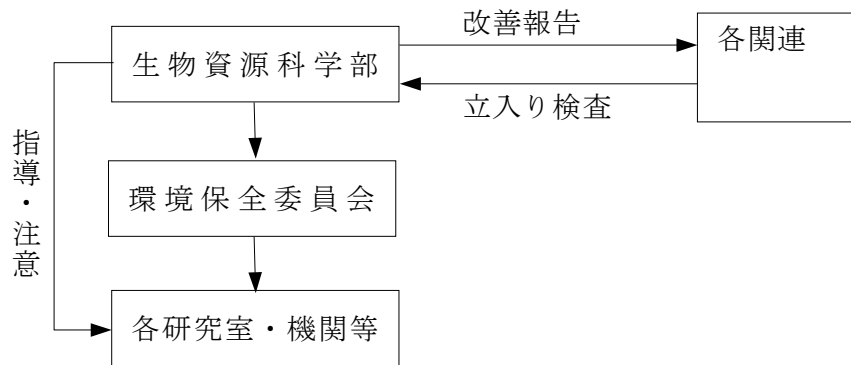 改善報告
生物資源科学部
各関連
立入り検査
指導・注意
環境保全委員会
各研究室・機関等